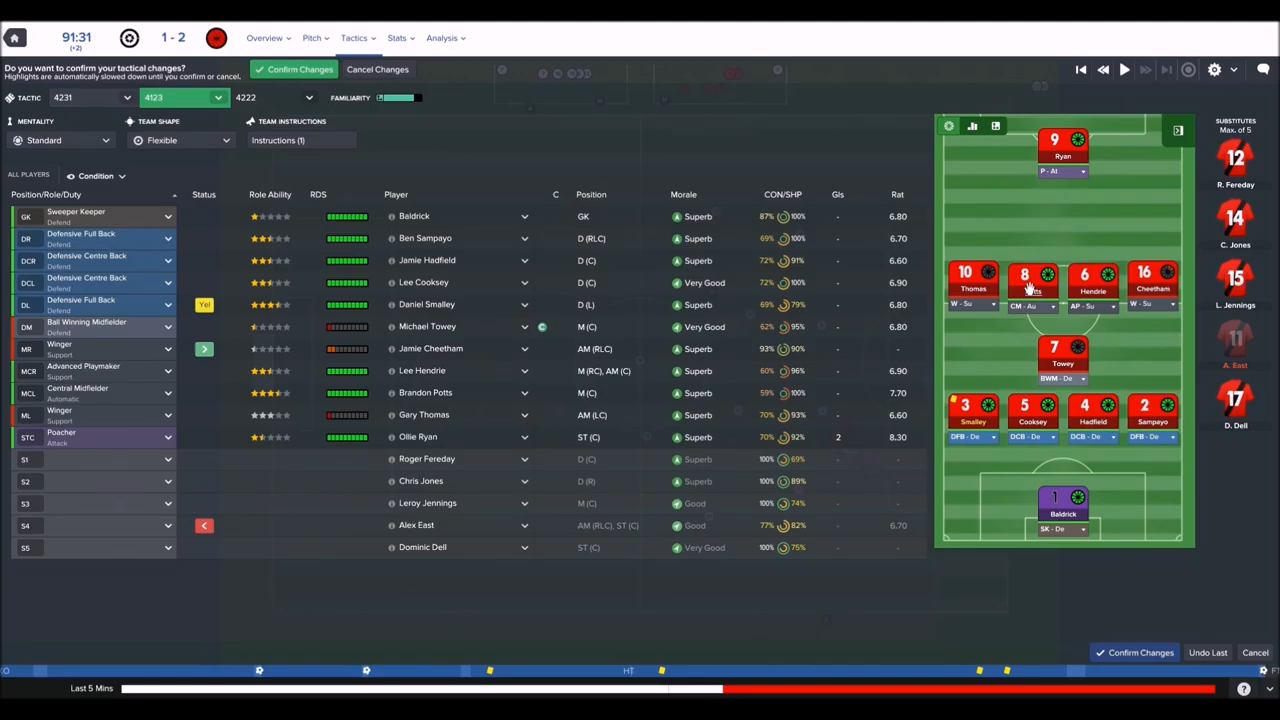 91:31
(+2)
1 - 2
Overview
Pitch
Tactics
Stats
Analysis
Do you want to confirm your tactical changes?
Highlights are automatically slowed down until you confirm or cancel.
Confirm Changes
Cancel Changes
TACTIC
4231
4123
4222
FAMILIARITY
MENTALITY
TEAM SHAPE
TEAM INSTRUCTIONS
Standard
Flexible
Instructions (1)
ALL PLAYERS
Condition
Position/Role/Duty Status Role Ability RDS Player C Position Morale CON/SHP Gls Rat
GK Sweeper Keeper Defend Baldrick GK Superb 87% 100% - 6.80
DR Defensive Full Back Defend Ben Sampayo D (RLC) Superb 69% 100% - 6.70
DCR Defensive Centre Back Defend Jamie Hadfield D (C) Superb 72% 91% - 6.60
DCL Defensive Centre Back Defend Lee Cooksey D (C) Very Good 72% 100% - 6.90
DL Defensive Full Back Defend Yel Daniel Smalley D (L) Superb 69% 79% - 6.80
DM Ball Winning Midfielder Defend Michael Towey C M (C) Very Good 62% 95% - 6.80
MR Winger Support Jamie Cheetham AM (RLC) Superb 93% 90% - -
MCR Advanced Playmaker Support Lee Hendrie M (RC), AM (C) Superb 60% 96% - 6.90
MCL Central Midfielder Automatic Brandon Potts M (C) Superb 59% 100% - 7.70
ML Winger Support Gary Thomas AM (LC) Superb 70% 93% - 6.60
STC Poacher Attack Ollie Ryan ST (C) Superb 70% 92% 2 8.30
S1 Roger Fereday D (C) Superb 100% 69% - -
S2 Chris Jones D (R) Superb 100% 89% - -
S3 Leroy Jennings M (C) Good 100% 74% - -
S4 Alex East AM (RLC), ST (C) Good 77% 82% - 6.70
S5 Dominic Dell ST (C) Very Good 100% 75% - -
9
Ryan
P - At
10 8 6 16
Thomas Hendrie Cheetham
W - Su CM - Au AP - Su W - Su
7
Towey
BWM - De
3 5 4 2
Smalley Cooksey Hadfield Sampayo
DFB - De DCB - De DCB - De DFB - De
1
Baldrick
SK - De
SUBSTITUTES
Max. of 5
12
R. Fereday
14
C. Jones
15
L. Jennings
11
A. East
17
D. Dell
Confirm Changes
Undo Last
Cancel
HT
Last 5 Mins
?